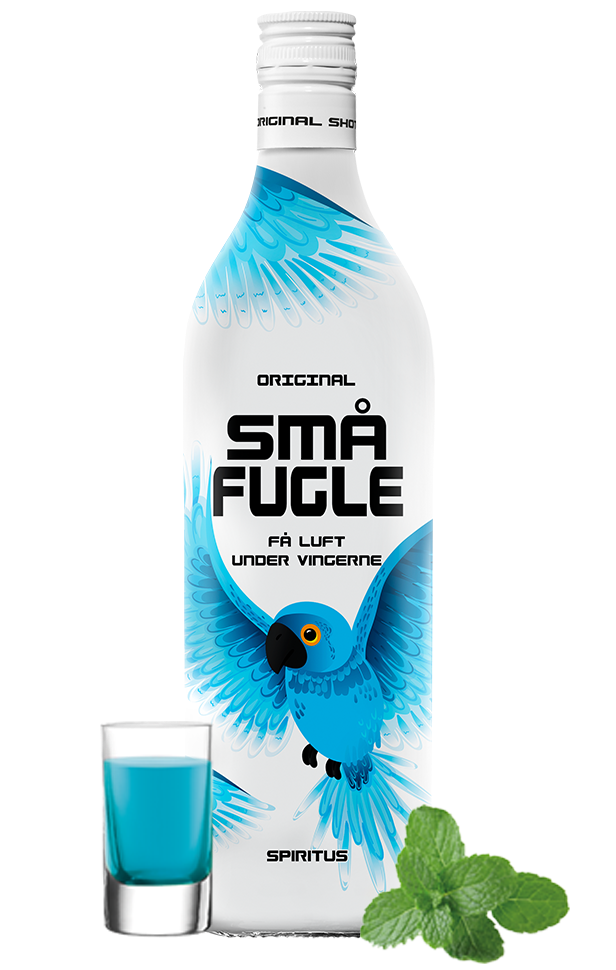 ORIGINAL SHOT
ORIGINAL
SMÅ
FUGLE
FÅ LUFT
UNDER VINGERNE
SPIRITUS